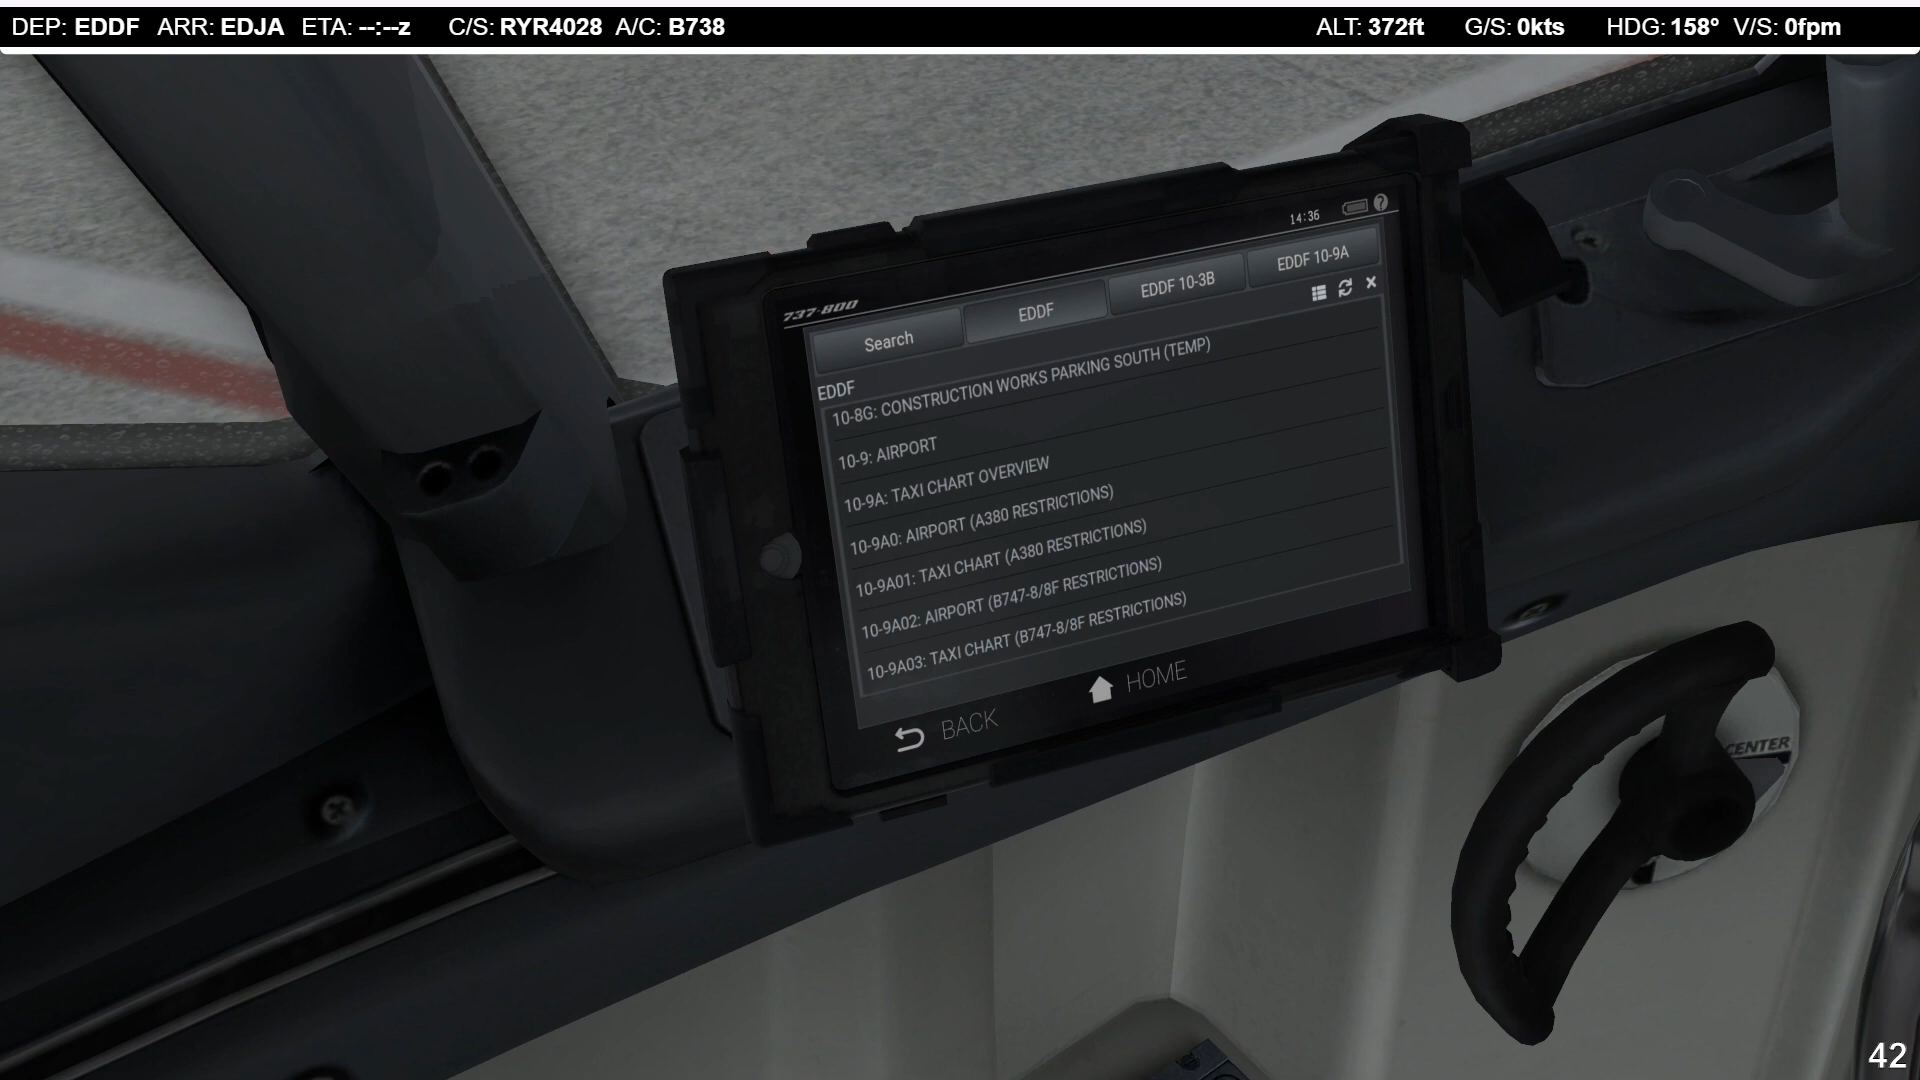 DEP: EDDF ARR: EDJA ETA: --:--z C/S: RYR4028 A/C: B738 ALT: 372ft G/S: 0kts HDG: 158° V/S: 0fpm
14:36
?
737-800
Search EDDF EDDF 10-3B EDDF 10-9A
EDDF
10-8G: CONSTRUCTION WORKS PARKING SOUTH (TEMP)
10-9: AIRPORT
10-9A: TAXI CHART OVERVIEW
10-9A0: AIRPORT (A380 RESTRICTIONS)
10-9A01: TAXI CHART (A380 RESTRICTIONS)
10-9A02: AIRPORT (B747-8/8F RESTRICTIONS)
10-9A03: TAXI CHART (B747-8/8F RESTRICTIONS)
BACK HOME
CENTER
42